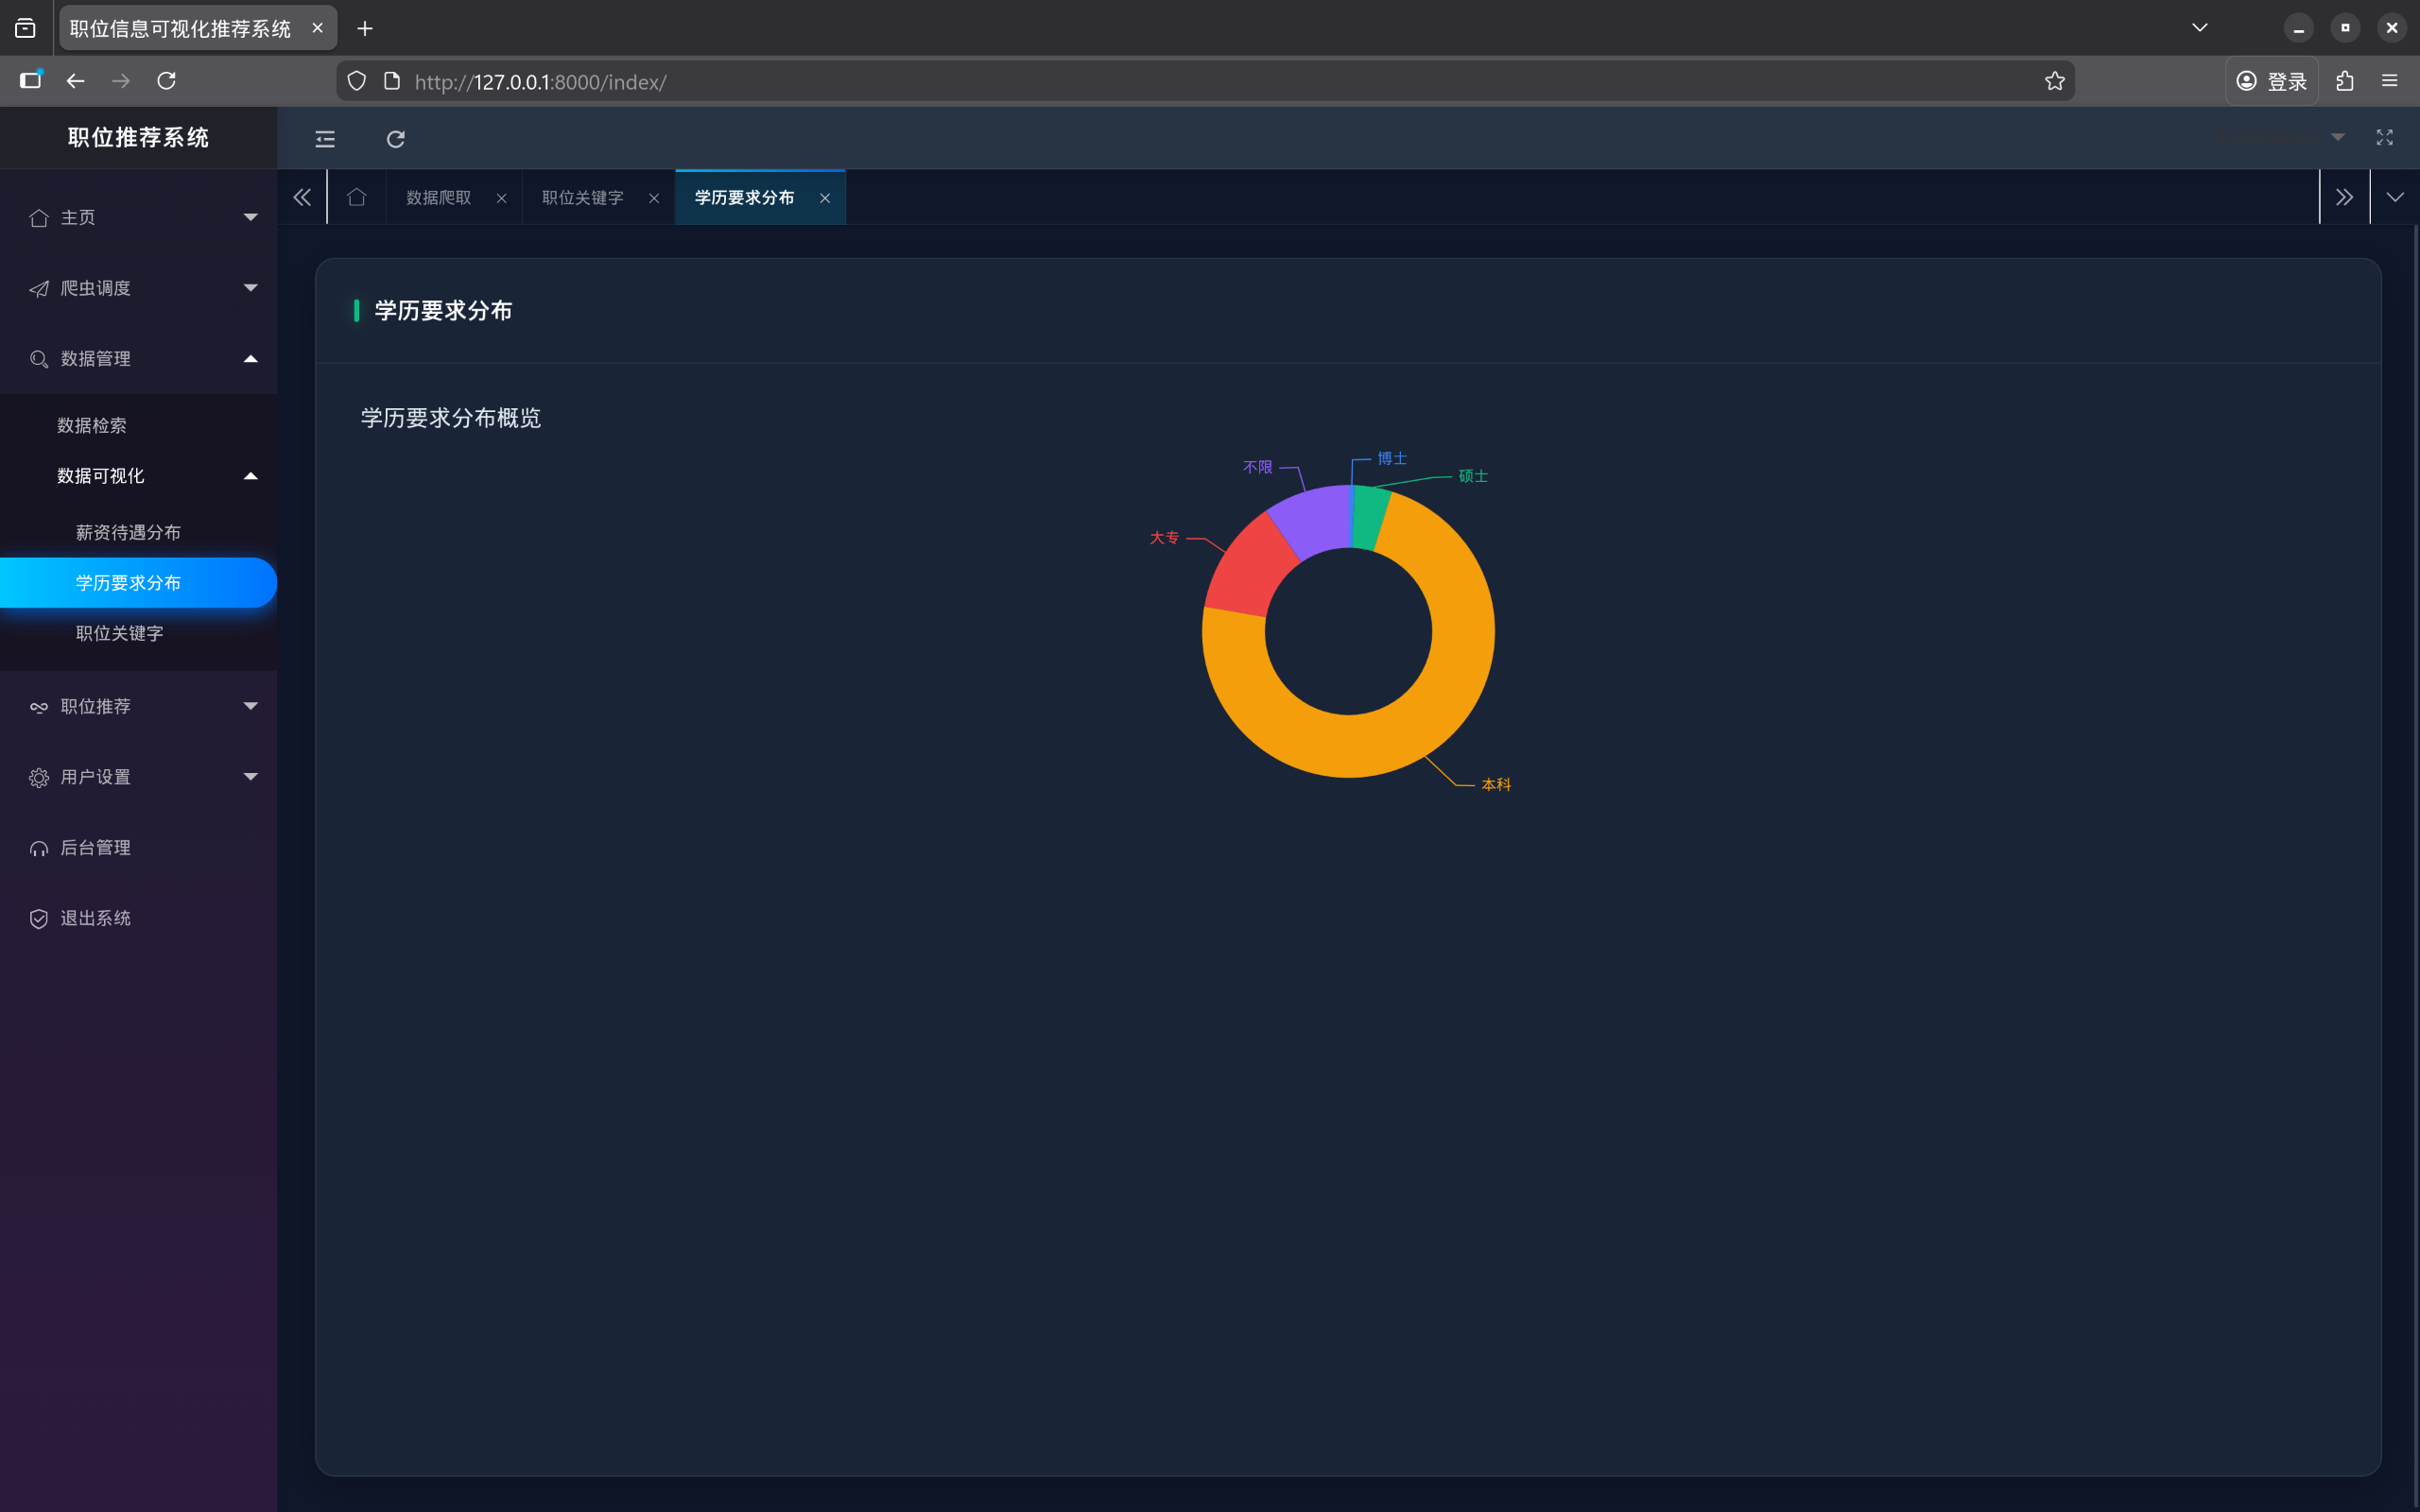 职位信息可视化推荐系统
http://127.0.0.1:8000/index/
登录
职位推荐系统
主页
爬虫调度
数据管理
数据检索
数据可视化
薪资待遇分布
学历要求分布
职位关键字
职位推荐
用户设置
后台管理
退出系统
数据爬取
职位关键字
学历要求分布
学历要求分布
学历要求分布概览
不限
博士
硕士
大专
本科